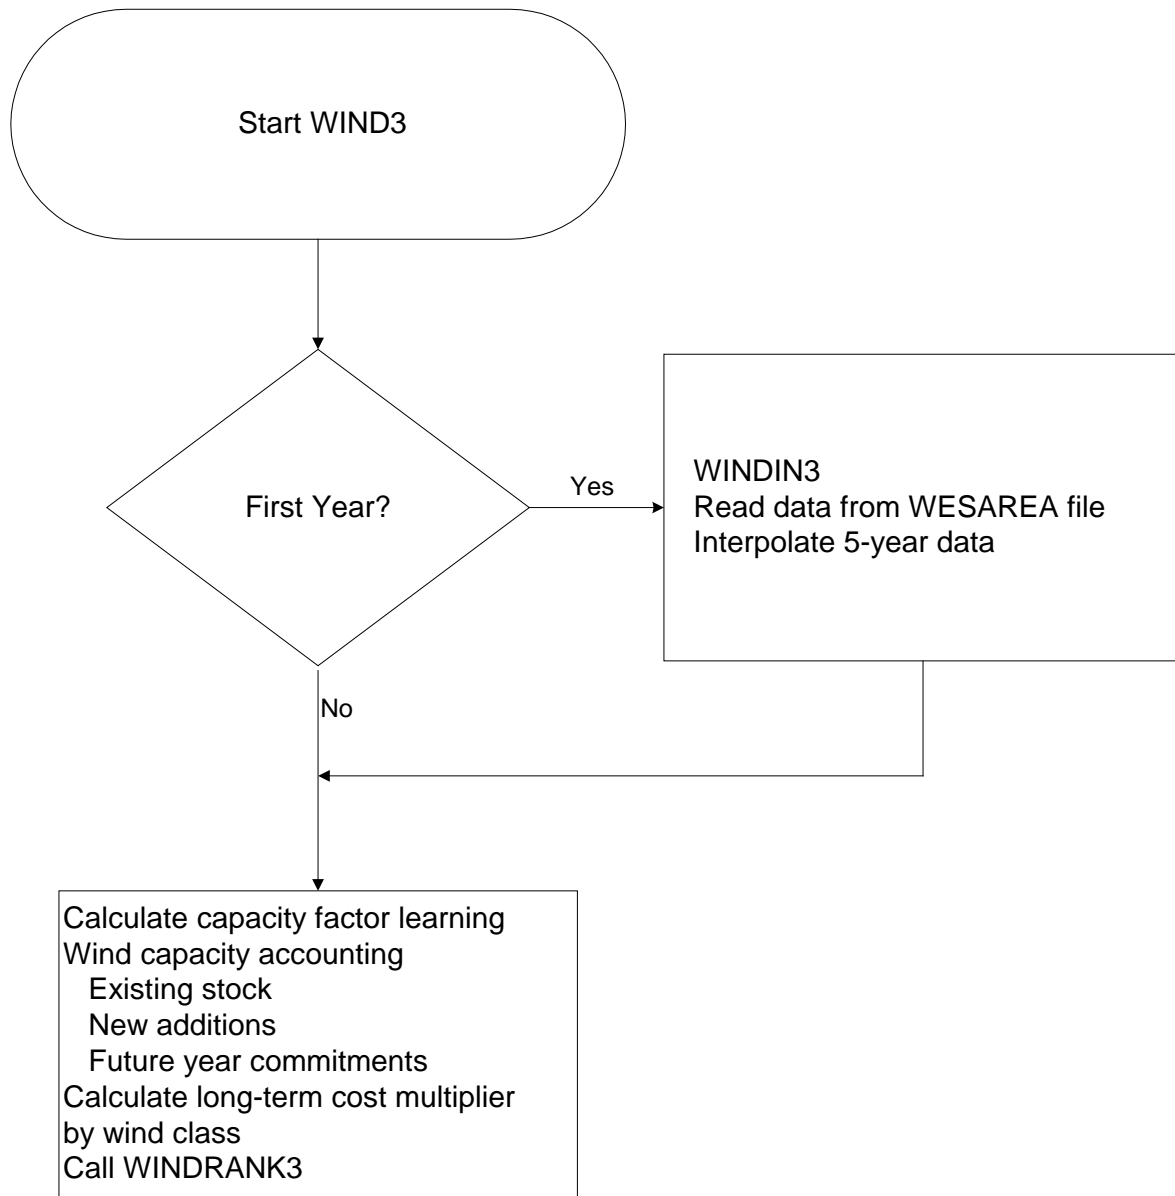 Start WIND3
First Year?
Yes
WINDIN3
Read data from WESAREA file
Interpolate 5-year data
No
Calculate capacity factor learning
Wind capacity accounting
Existing stock
New additions
Future year commitments
Calculate long-term cost multiplier
by wind class
Call WINDRANK3